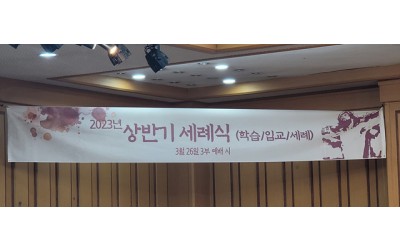 2023년 상반기 세례식 (학습/입교/세례)
3월 26일 3부 예배 시